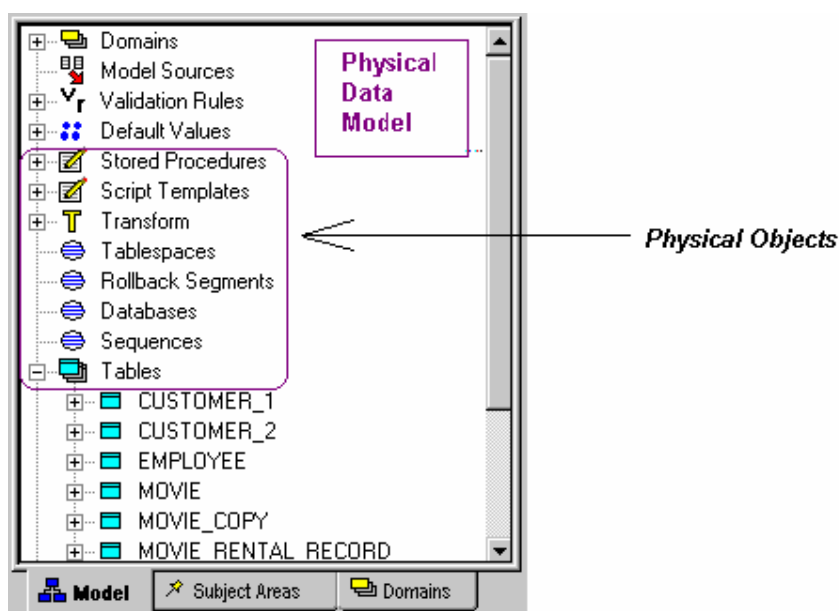 Domains
Model Sources
Validation Rules
Default Values
Physical
Data
Model
Stored Procedures
Script Templates
Transform
Tablespaces
Rollback Segments
Databases
Sequences
Tables
CUSTOMER_1
CUSTOMER_2
EMPLOYEE
MOVIE
MOVIE_COPY
MOVIE_RENTAL_RECORD
Physical Objects
Model
Subject Areas
Domains